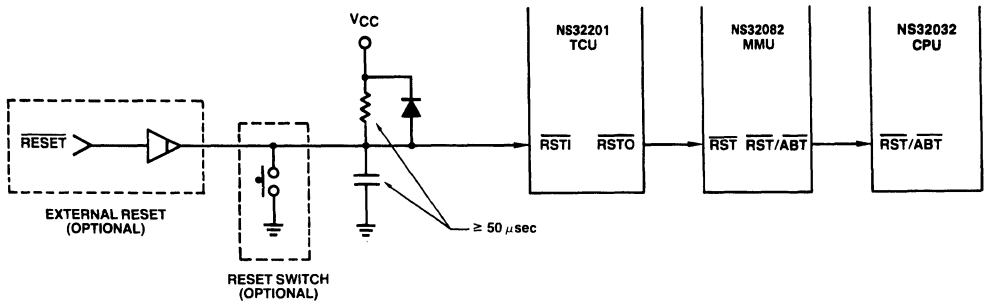 VCC
NS32201
TCU
NS32082
MMU
NS32032
CPU
RESET
RSTI
RSTO
RST
RST/ABT
RST/ABT
EXTERNAL RESET
(OPTIONAL)
≥ 50 μsec
RESET SWITCH
(OPTIONAL)